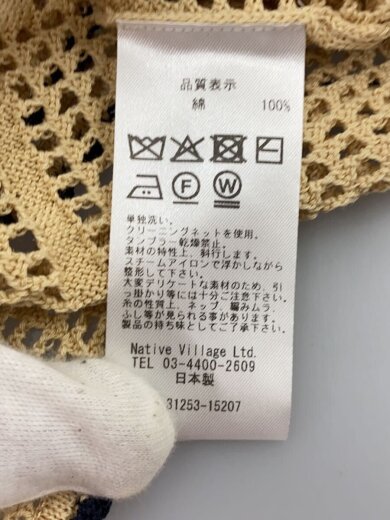 品質表示
綿 100%
F W
単独洗い。
クリーニングネットを使用。
タンブラー乾燥禁止。
素材の特性上、斜行します。
スチームアイロンで浮かしながら
整形して下さい。
大変デリケートな素材のため、引
っ掛かり等には十分ご注意下さい。
糸の性質上、ネップ、編みムラ、
ふし等が見られる事があります。
製品の持ち味としてご了承下さい。
Native Village Ltd.
TEL 03-4400-2609
日本製
31253-15207